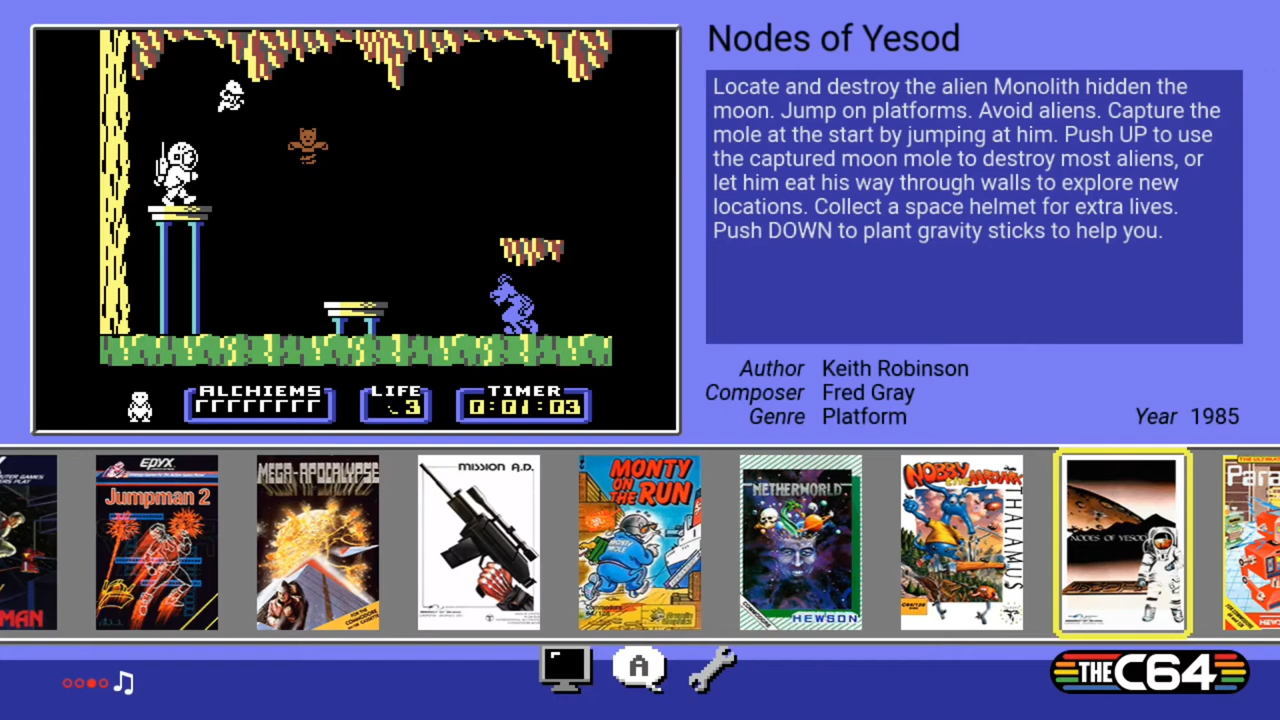 Nodes of Yesod
Locate and destroy the alien Monolith hidden the
moon. Jump on platforms. Avoid aliens. Capture the
mole at the start by jumping at him. Push UP to use
the captured moon mole to destroy most aliens, or
let him eat his way through walls to explore new
locations. Collect a space helmet for extra lives.
Push DOWN to plant gravity sticks to help you.
ALCHIEMS
LIFE
TIMER
3
0:01:03
Author Keith Robinson
Composer Fred Gray
Genre Platform
Year 1985
MAN
EPYX
Jumpman 2
MEGA-APOCALYPSE
MISSION A.D.
MONTY
ON THE RUN
MONTY MOLE
NETHERWORLD
HEWSON
NOBBY
THALAMUS
NODES OF YESOD
Para
HEW
A
THE C64